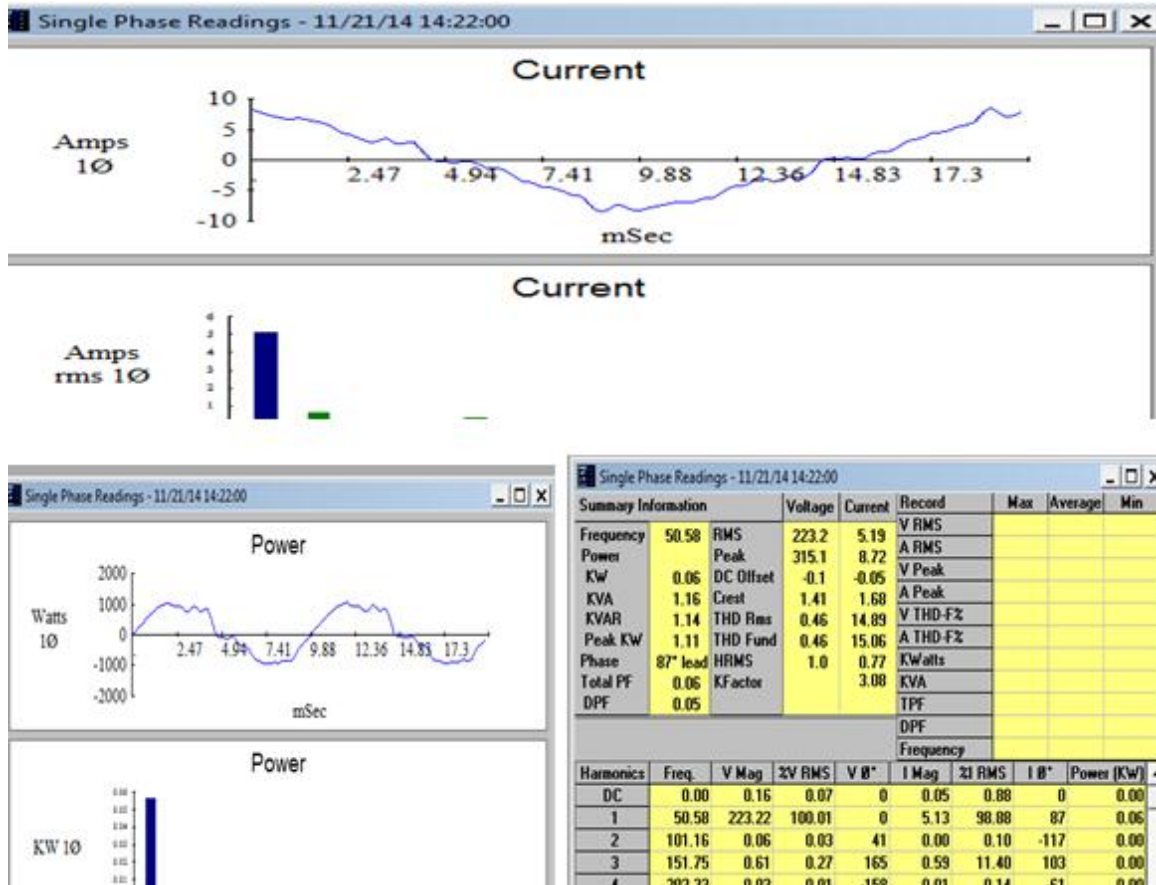 Single Phase Readings - 11/21/14 14:22:00
Current
10
5
0
-5
-10
Amps
1Ø
2.47 4.94 7.41 9.88 12.36 14.83 17.3
mSec
Current
Amps
rms 1Ø
6
5
4
3
2
1
Single Phase Readings - 11/21/14 14:22:00
Power
2000
1000
0
-1000
-2000
Watts
1Ø
2.47 4.94 7.41 9.88 12.36 14.83 17.3
mSec
Power
KW 1Ø
Single Phase Readings - 11/21/14 14:22:00
Summary Information Voltage Current Record Max Average Min
Frequency 50.58 RMS 223.2 5.19 V RMS
Power Peak 315.1 8.72 A RMS
KW 0.06 DC Offset -0.1 -0.05 V Peak
KVA 1.16 Crest 1.41 1.68 A Peak
KVAR 1.14 THD Rms 0.46 14.89 V THD-F%
Peak KW 1.11 THD Fund 0.46 15.06 A THD-F%
Phase 87° lead HRMS 1.0 0.77 KWatts
Total PF 0.06 KFactor 3.08 KVA
DPF 0.05 TPF
DPF
Frequency
Harmonics Freq. V Mag %V RMS V Ø° I Mag %I RMS I Ø° Power (KW)
DC 0.00 0.16 0.07 0 0.05 0.88 0 0.00
1 50.58 223.22 100.01 0 5.13 98.88 87 0.06
2 101.16 0.06 0.03 41 0.00 0.10 -117 0.00
3 151.75 0.61 0.27 165 0.59 11.40 103 0.00